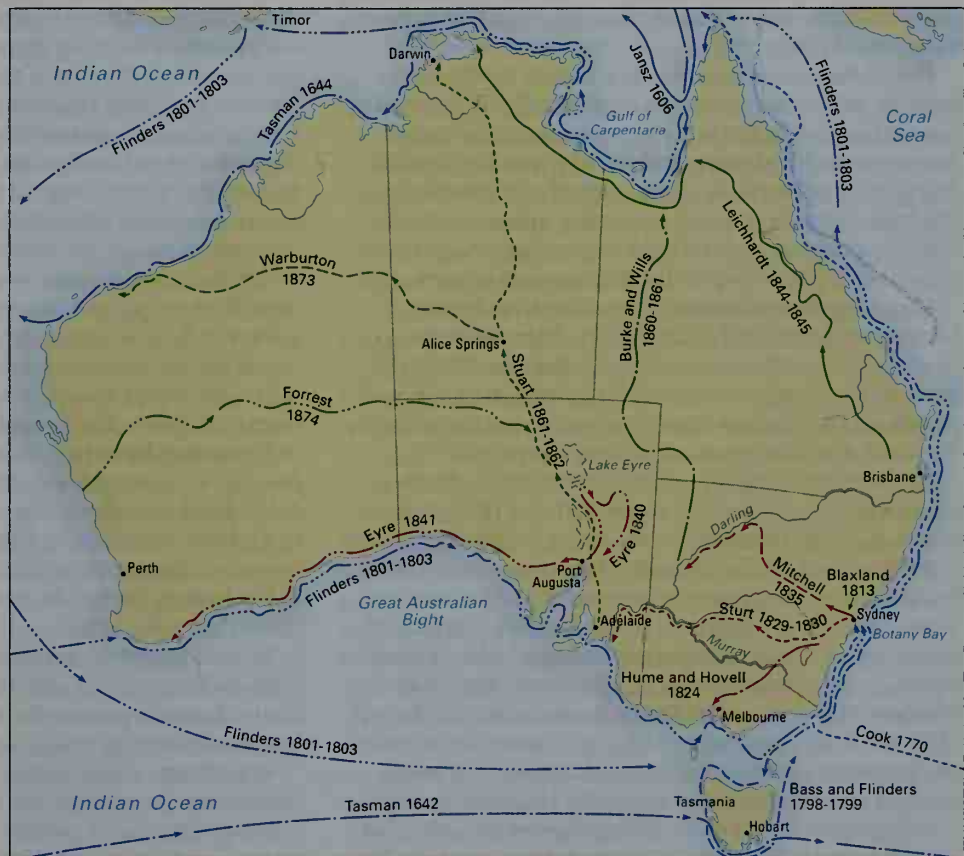 Timor
Indian Ocean
Darwin
Flinders 1801-1803
Tasman 1644
Jansz 1606
Gulf of
Carpentaria
Flinders 1801-1803
Coral
Sea
Warburton
1873
Leichhardt 1844-1845
Burke and Wills
1860-1861
Alice Springs
Stuart 1861-1862
Forrest
1874
Lake Eyre
Brisbane
Darling
Eyre 1841
Eyre 1840
Flinders 1801-1803
Perth
Port
Augusta
Mitchell
1835
Blaxland
1813
Great Australian
Bight
Adelaide
Sturt 1829-1830
Sydney
Botany Bay
Murray
Hume and Hovell
1824
Melbourne
Flinders 1801-1803
Cook 1770
Indian Ocean
Tasman 1642
Tasmania
Bass and Flinders
1798-1799
Hobart